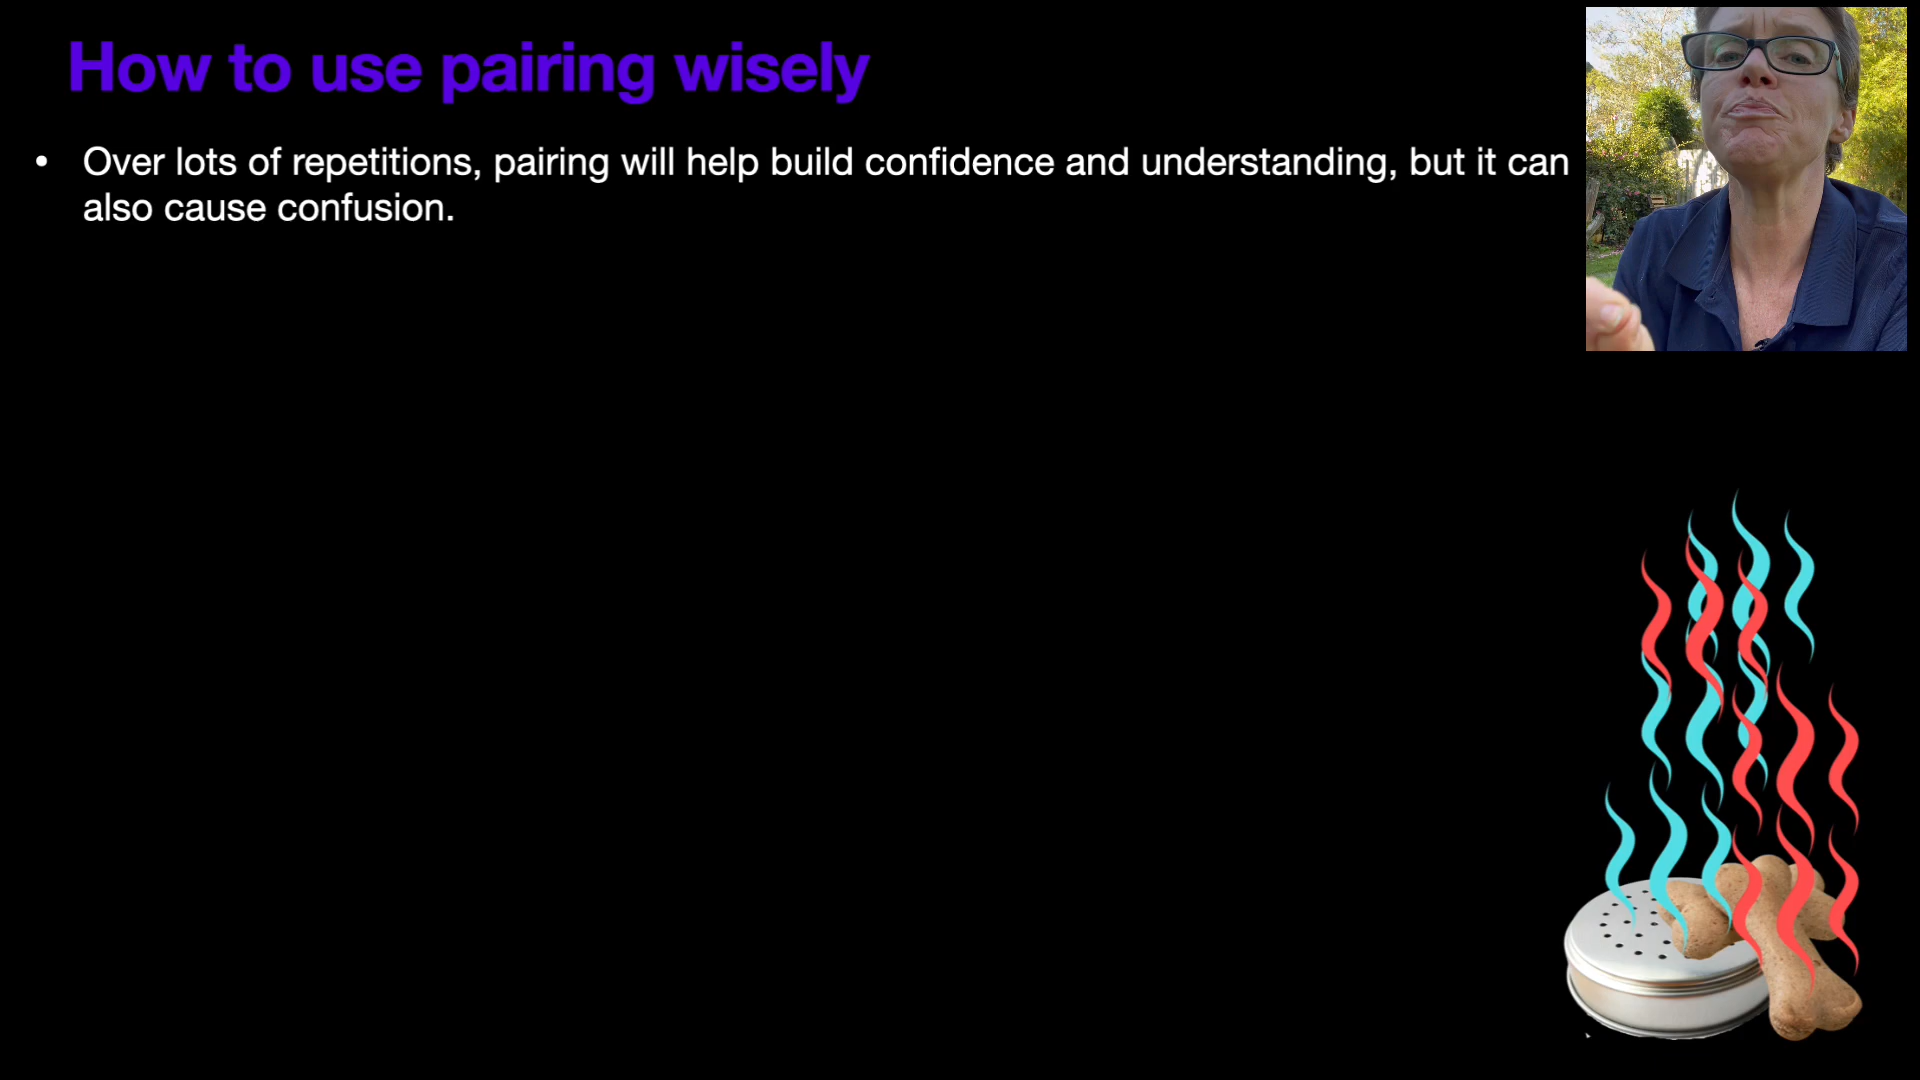 How to use pairing wisely
• Over lots of repetitions, pairing will help build confidence and understanding, but it can
also cause confusion.